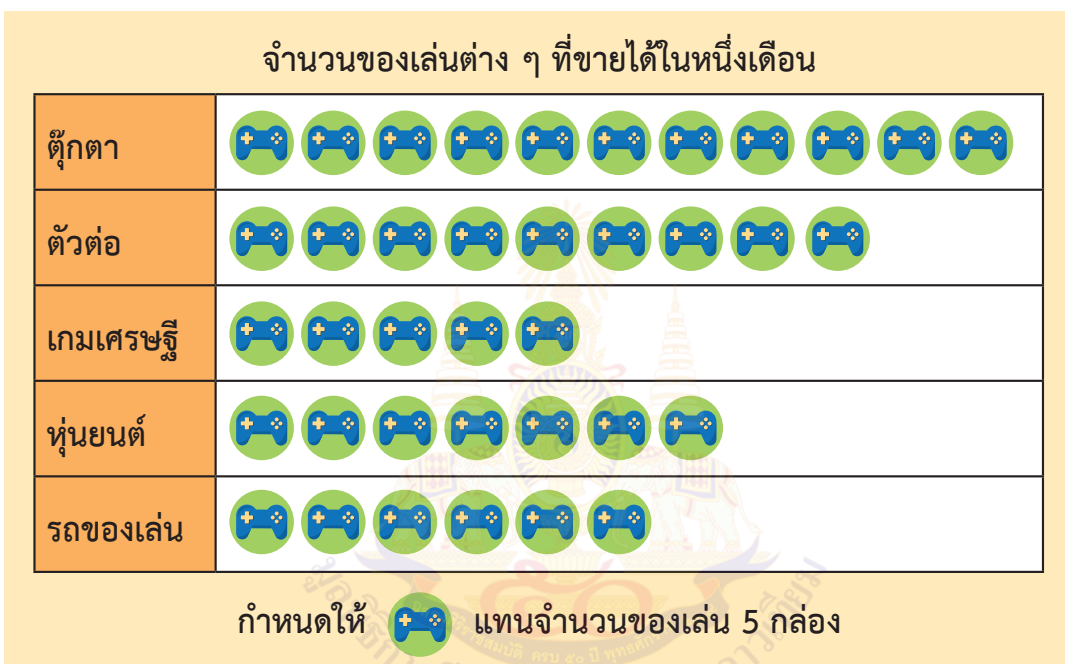 จำนวนของเล่นต่าง ๆ ที่ขายได้ในหนึ่งเดือน
ตุ๊กตา
ตัวต่อ
เกมเศรษฐี
หุ่นยนต์
รถของเล่น
กำหนดให้ แทนจำนวนของเล่น 5 กล่อง